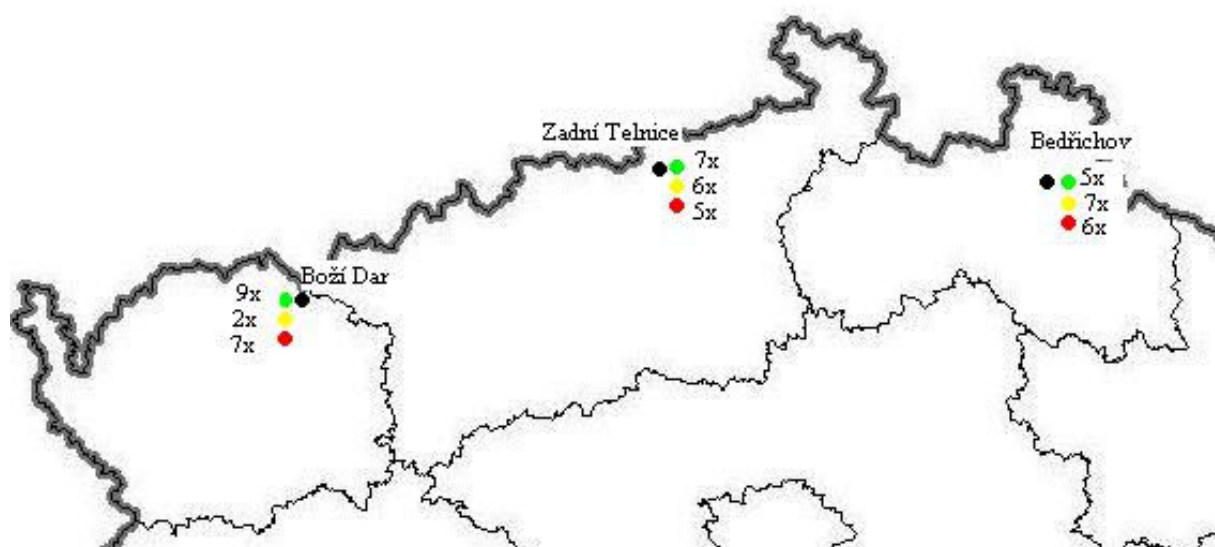 Zadní Telnice
7x
6x
5x
Bedřichov
5x
7x
6x
Boží Dar
9x
2x
7x